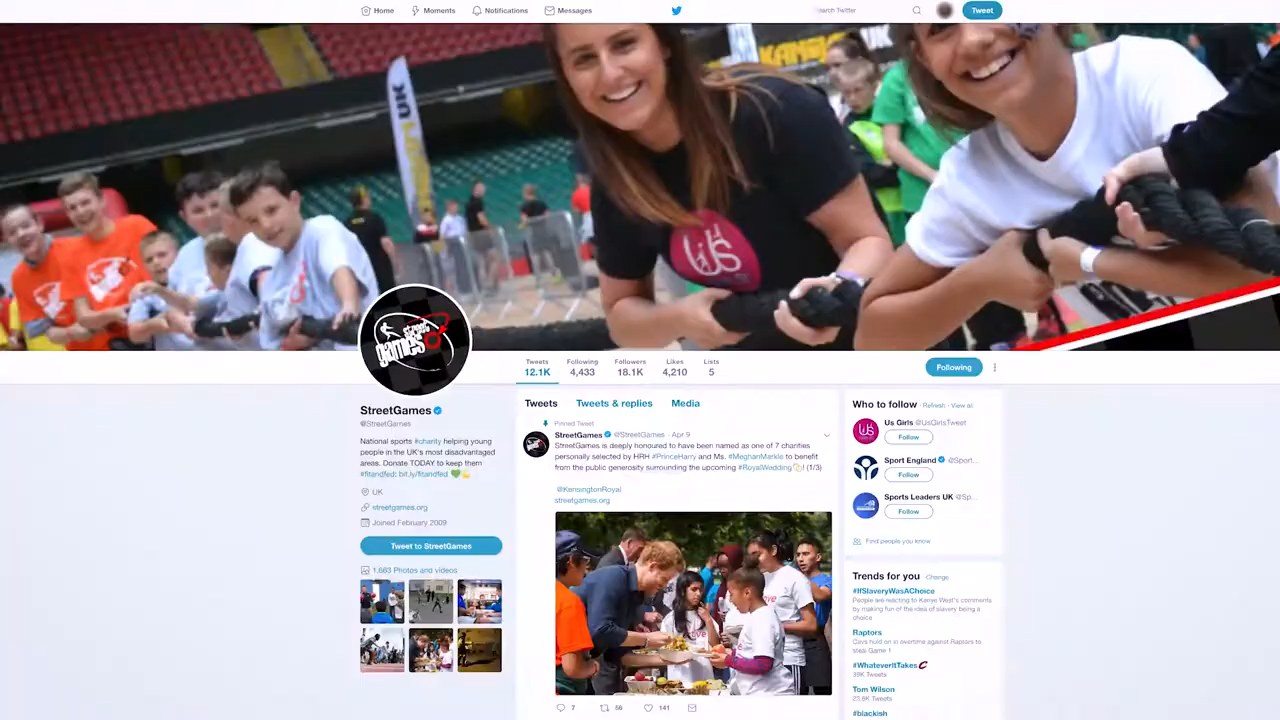 Home
Moments
Notifications
Messages
Search Twitter
Tweet
UK
US
street
games
Tweets
12.1K
Following
4,433
Followers
18.1K
Likes
4,210
Lists
5
Following
StreetGames
@StreetGames
National sports #charity helping young
people in the UK's most disadvantaged
areas. Donate TODAY to keep them
#fitandfed: bit.ly/fitandfed
UK
streetgames.org
Joined February 2009
Tweet to StreetGames
1,663 Photos and videos
Tweets
Tweets & replies
Media
Pinned Tweet
StreetGames @StreetGames · Apr 9
StreetGames is deeply honoured to have been named as one of 7 charities
personally selected by HRH #PrinceHarry and Ms. #MeghanMarkle to benefit
from the public generosity surrounding the upcoming #RoyalWedding! (1/3)
@KensingtonRoyal
streetgames.org
7
56
141
Who to follow · Refresh · View all
Us Girls @UsGirlsTweet
Follow
Sport England @Sport...
Follow
Sports Leaders UK @Sp...
Follow
Find people you know
Trends for you · Change
#IfSlaveryWasAChoice
People are reacting to Kanye West's comments
by making fun of the idea of slavery being a
choice
Raptors
Cavs hold on in overtime against Raptors to
steal Game 1
#WhateverItTakes
39K Tweets
Tom Wilson
25.8K Tweets
#blackish